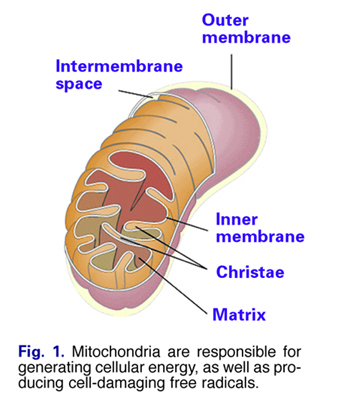 Outer
membrane
Intermembrane
space
Inner
membrane
Christae
Matrix
Fig. 1. Mitochondria are responsible for
generating cellular energy, as well as pro-
ducing cell-damaging free radicals.